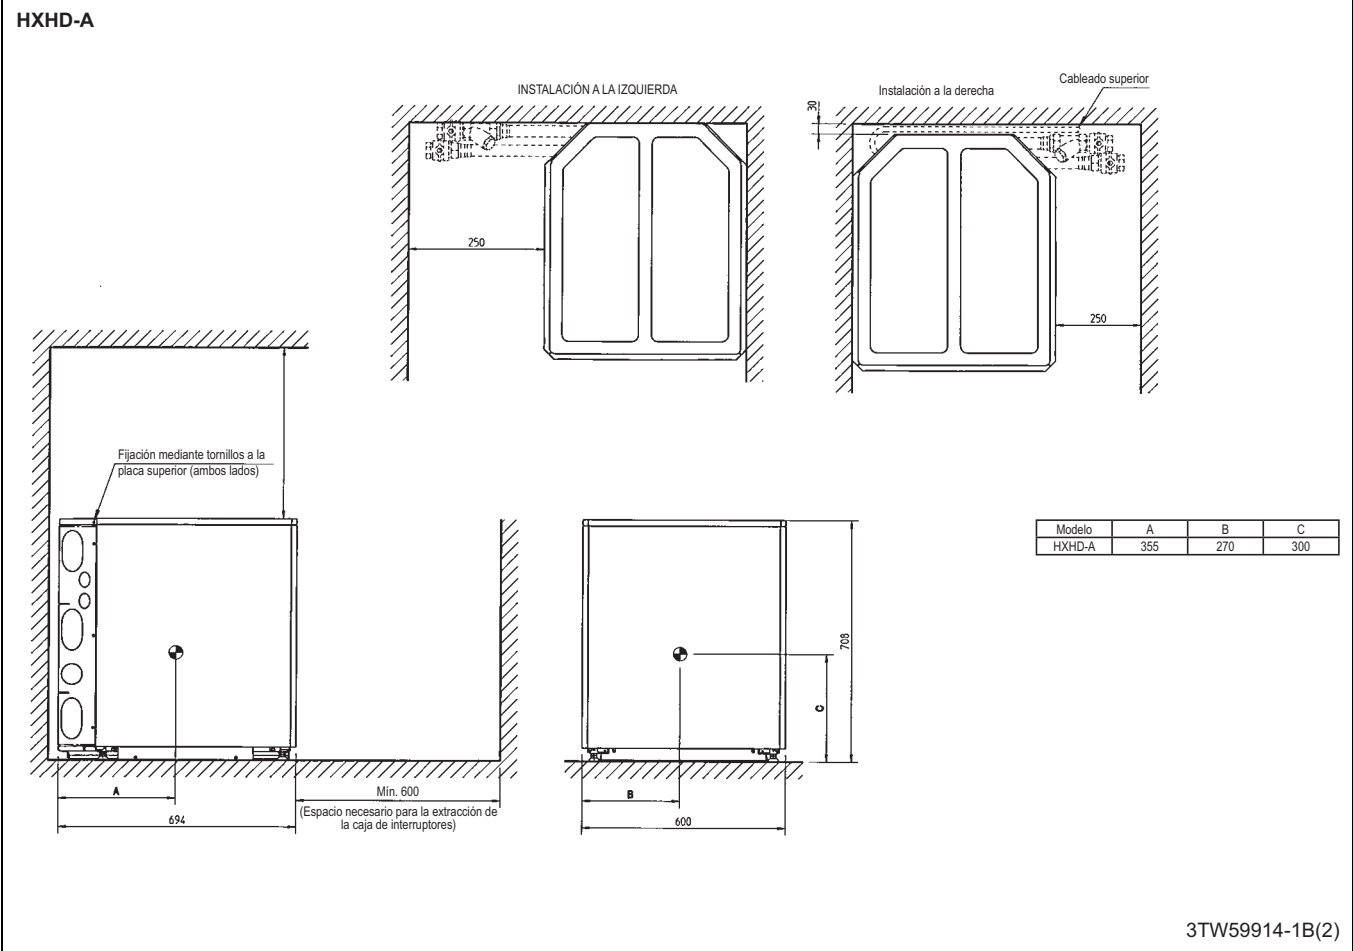 HXHD-A
INSTALACIÓN A LA IZQUIERDA
Instalación a la derecha
Cableado superior
30
250
250
Fijación mediante tornillos a la
placa superior (ambos lados)
Modelo A B C
HXHD-A 355 270 300
708
C
A
Mín. 600
(Espacio necesario para la extracción de
la caja de interruptores)
694
B
600
3TW59914-1B(2)